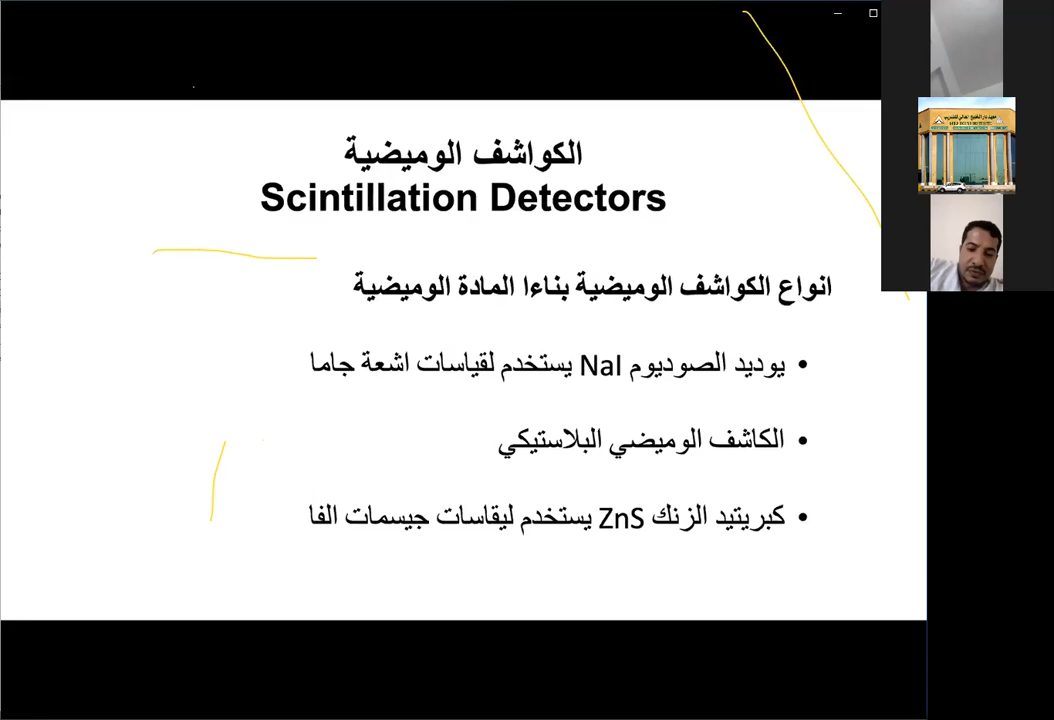 الكواشف الوميضية
Scintillation Detectors
انواع الكواشف الوميضية بناءا المادة الوميضية
• يوديد الصوديوم NaI يستخدم لقياسات اشعة جاما
• الكاشف الوميضي البلاستيكي
• كبريتيد الزنك ZnS يستخدم ليقاسات جيسمات الفا